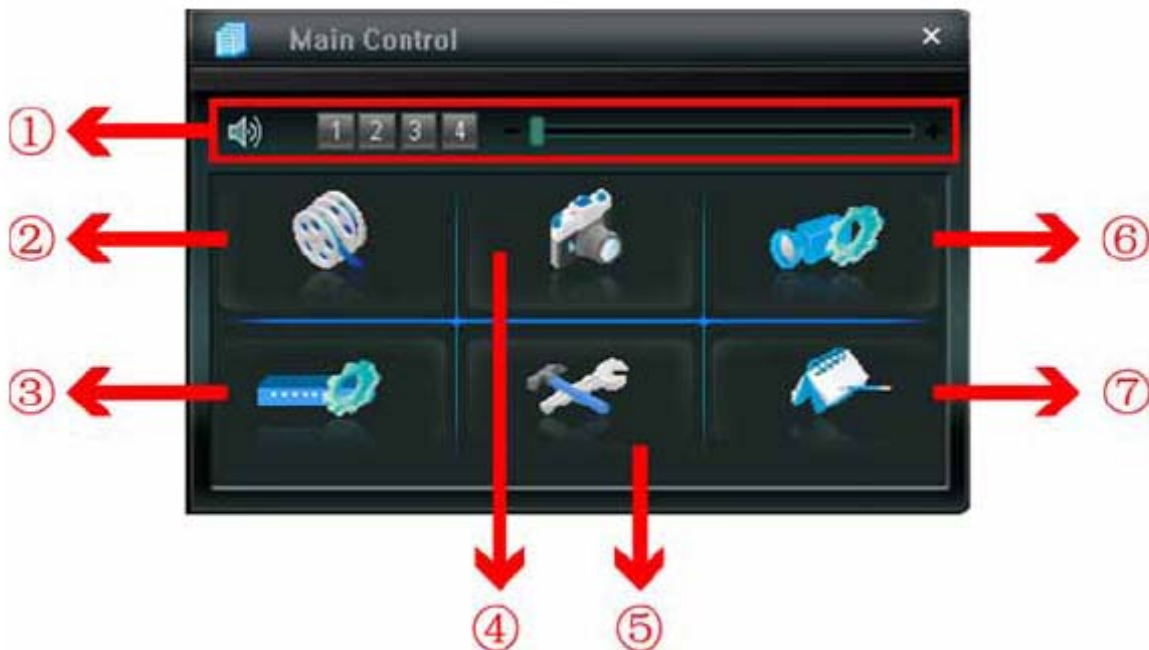 Main Control ×
① 1 2 3 4 - +
② ⑥
③ ⑦
④ ⑤